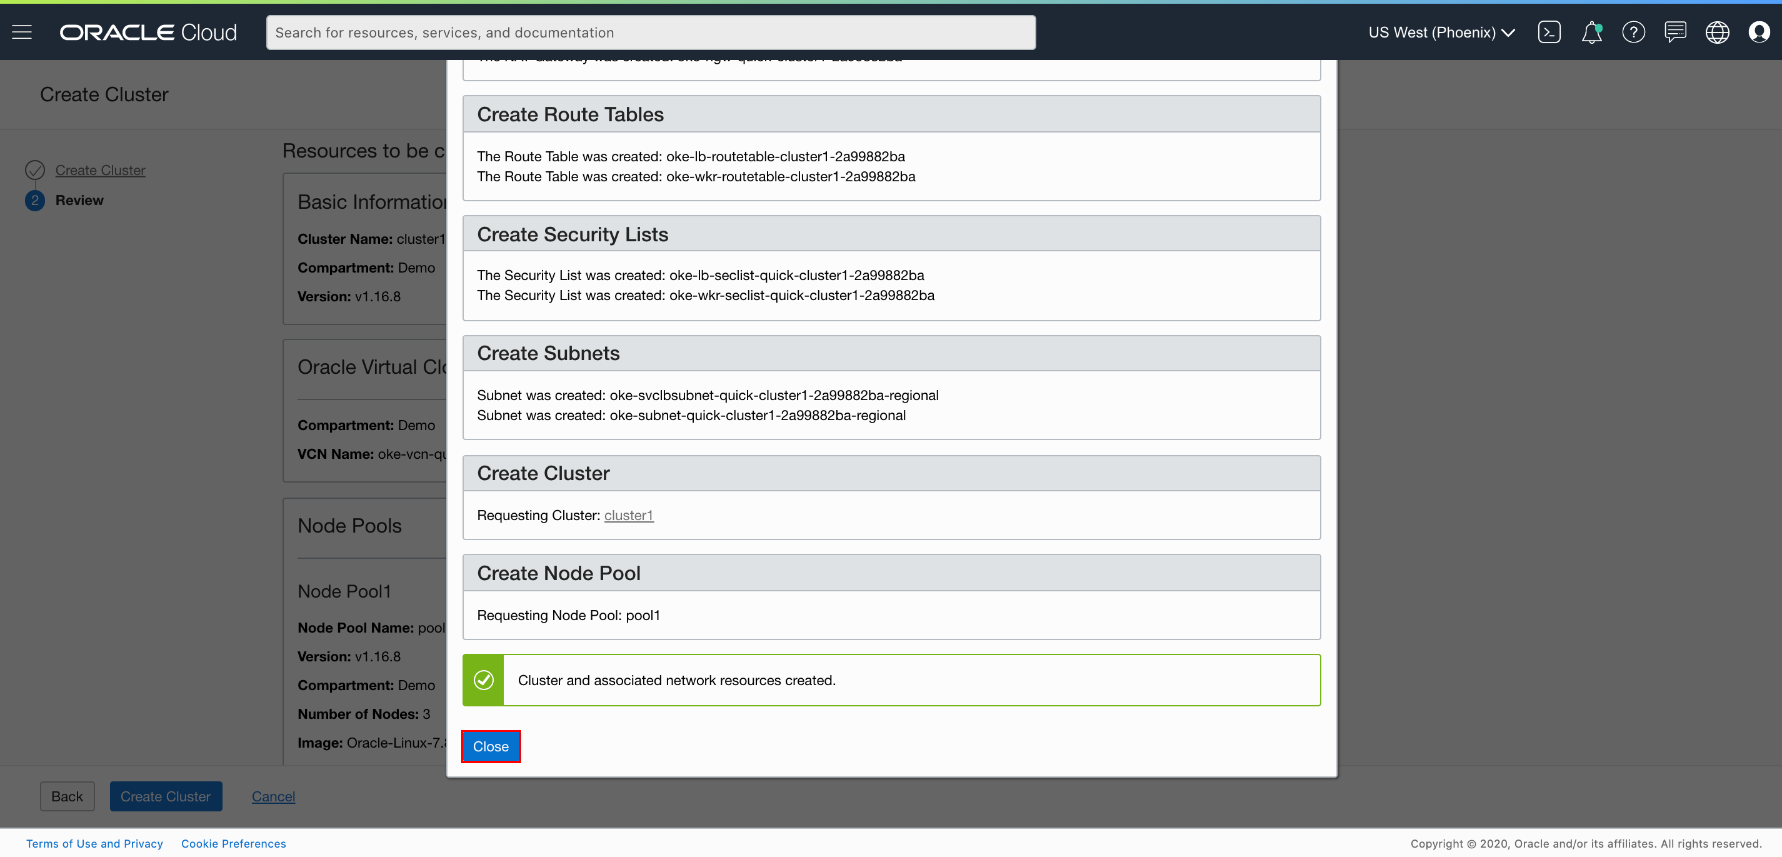 ORACLE Cloud
Search for resources, services, and documentation
US West (Phoenix)
Create Cluster
Create Cluster
2 Review
Resources to be c
Basic Information
Cluster Name: cluster1
Compartment: Demo
Version: v1.16.8
Oracle Virtual Clo
Compartment: Demo
VCN Name: oke-vcn-qu
Node Pools
Node Pool1
Node Pool Name: pool
Version: v1.16.8
Compartment: Demo
Number of Nodes: 3
Image: Oracle-Linux-7.8
Back
Create Cluster
Cancel
Create Route Tables
The Route Table was created: oke-lb-routetable-cluster1-2a99882ba
The Route Table was created: oke-wkr-routetable-cluster1-2a99882ba
Create Security Lists
The Security List was created: oke-lb-seclist-quick-cluster1-2a99882ba
The Security List was created: oke-wkr-seclist-quick-cluster1-2a99882ba
Create Subnets
Subnet was created: oke-svclbsubnet-quick-cluster1-2a99882ba-regional
Subnet was created: oke-subnet-quick-cluster1-2a99882ba-regional
Create Cluster
Requesting Cluster: cluster1
Create Node Pool
Requesting Node Pool: pool1
Cluster and associated network resources created.
Close
Terms of Use and Privacy
Cookie Preferences
Copyright © 2020, Oracle and/or its affiliates. All rights reserved.